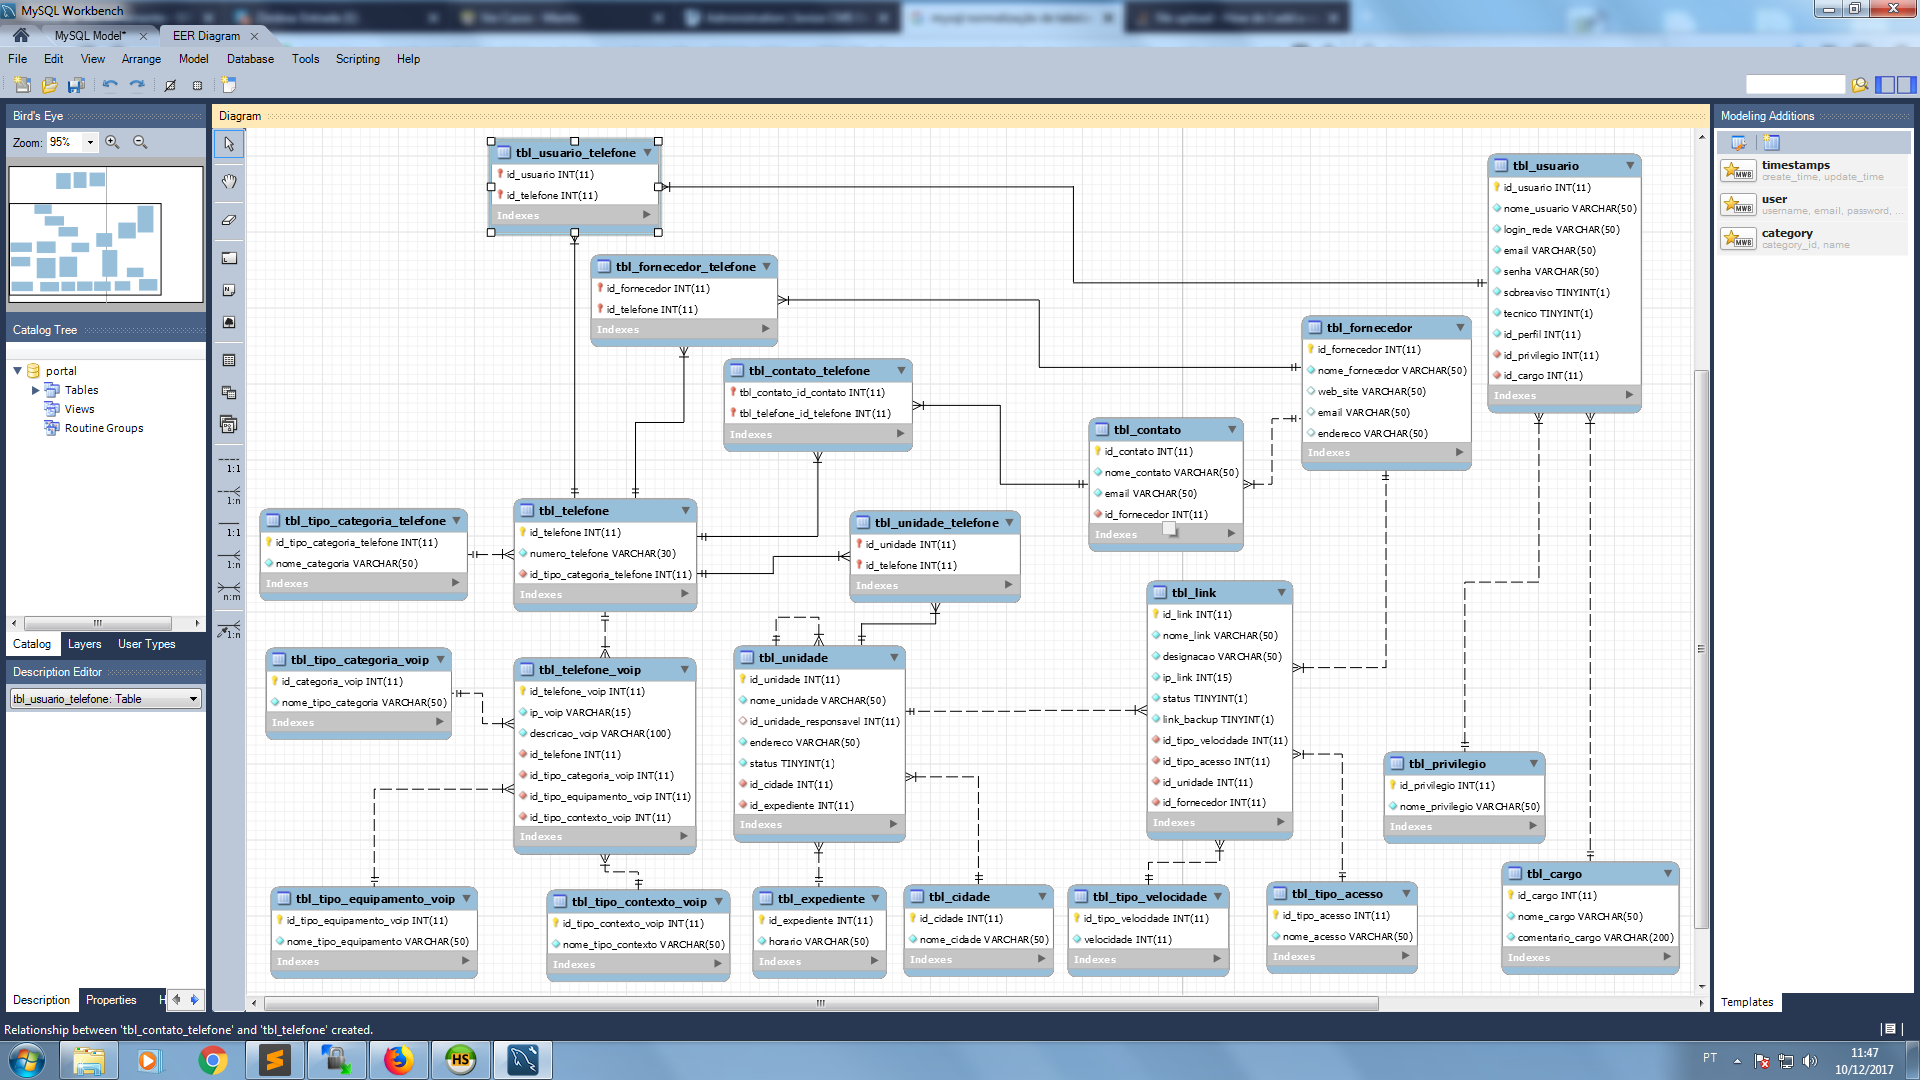 MySQL Workbench
MySQL Model*
EER Diagram
File Edit View Arrange Model Database Tools Scripting Help
Bird's Eye
Zoom: 95%
Catalog Tree
portal
Tables
Views
Routine Groups
Catalog Layers User Types
Description Editor
tbl_usuario_telefone: Table
Description Properties H
Diagram
1:1
1:n
1:1
1:n
n:m
1:n
tbl_usuario_telefone
id_usuario INT(11)
id_telefone INT(11)
Indexes
tbl_fornecedor_telefone
id_fornecedor INT(11)
id_telefone INT(11)
Indexes
tbl_contato_telefone
tbl_contato_id_contato INT(11)
tbl_telefone_id_telefone INT(11)
Indexes
tbl_usuario
id_usuario INT(11)
nome_usuario VARCHAR(50)
login_rede VARCHAR(50)
email VARCHAR(50)
senha VARCHAR(50)
sobreaviso TINYINT(1)
tecnico TINYINT(1)
id_perfil INT(11)
id_privilegio INT(11)
id_cargo INT(11)
Indexes
tbl_fornecedor
id_fornecedor INT(11)
nome_fornecedor VARCHAR(50)
web_site VARCHAR(50)
email VARCHAR(50)
endereco VARCHAR(50)
Indexes
tbl_contato
id_contato INT(11)
nome_contato VARCHAR(50)
email VARCHAR(50)
id_fornecedor INT(11)
Indexes
tbl_tipo_categoria_telefone
id_tipo_categoria_telefone INT(11)
nome_categoria VARCHAR(50)
Indexes
tbl_telefone
id_telefone INT(11)
numero_telefone VARCHAR(30)
id_tipo_categoria_telefone INT(11)
Indexes
tbl_unidade_telefone
id_unidade INT(11)
id_telefone INT(11)
Indexes
tbl_link
id_link INT(11)
nome_link VARCHAR(50)
designacao VARCHAR(50)
ip_link INT(15)
status TINYINT(1)
link_backup TINYINT(1)
id_tipo_velocidade INT(11)
id_tipo_acesso INT(11)
id_unidade INT(11)
id_fornecedor INT(11)
Indexes
tbl_tipo_categoria_voip
id_categoria_voip INT(11)
nome_tipo_categoria VARCHAR(50)
Indexes
tbl_telefone_voip
id_telefone_voip INT(11)
ip_voip VARCHAR(15)
descricao_voip VARCHAR(100)
id_telefone INT(11)
id_tipo_categoria_voip INT(11)
id_tipo_equipamento_voip INT(11)
id_tipo_contexto_voip INT(11)
Indexes
tbl_unidade
id_unidade INT(11)
nome_unidade VARCHAR(50)
id_unidade_responsavel INT(11)
endereco VARCHAR(50)
status TINYINT(1)
id_cidade INT(11)
id_expediente INT(11)
Indexes
tbl_privilegio
id_privilegio INT(11)
nome_privilegio VARCHAR(50)
Indexes
tbl_tipo_equipamento_voip
id_tipo_equipamento_voip INT(11)
nome_tipo_equipamento VARCHAR(50)
Indexes
tbl_tipo_contexto_voip
id_tipo_contexto_voip INT(11)
nome_tipo_contexto VARCHAR(50)
Indexes
tbl_expediente
id_expediente INT(11)
horario VARCHAR(50)
Indexes
tbl_cidade
id_cidade INT(11)
nome_cidade VARCHAR(50)
Indexes
tbl_tipo_velocidade
id_tipo_velocidade INT(11)
velocidade INT(11)
Indexes
tbl_tipo_acesso
id_tipo_acesso INT(11)
nome_acesso VARCHAR(50)
Indexes
tbl_cargo
id_cargo INT(11)
nome_cargo VARCHAR(50)
comentario_cargo VARCHAR(200)
Indexes
Modeling Additions
MWB
timestamps
create_time, update_time
MWB
user
username, email, password, ...
MWB
category
category_id, name
Templates
Relationship between 'tbl_contato_telefone' and 'tbl_telefone' created.
HS
PT
11:47
10/12/2017